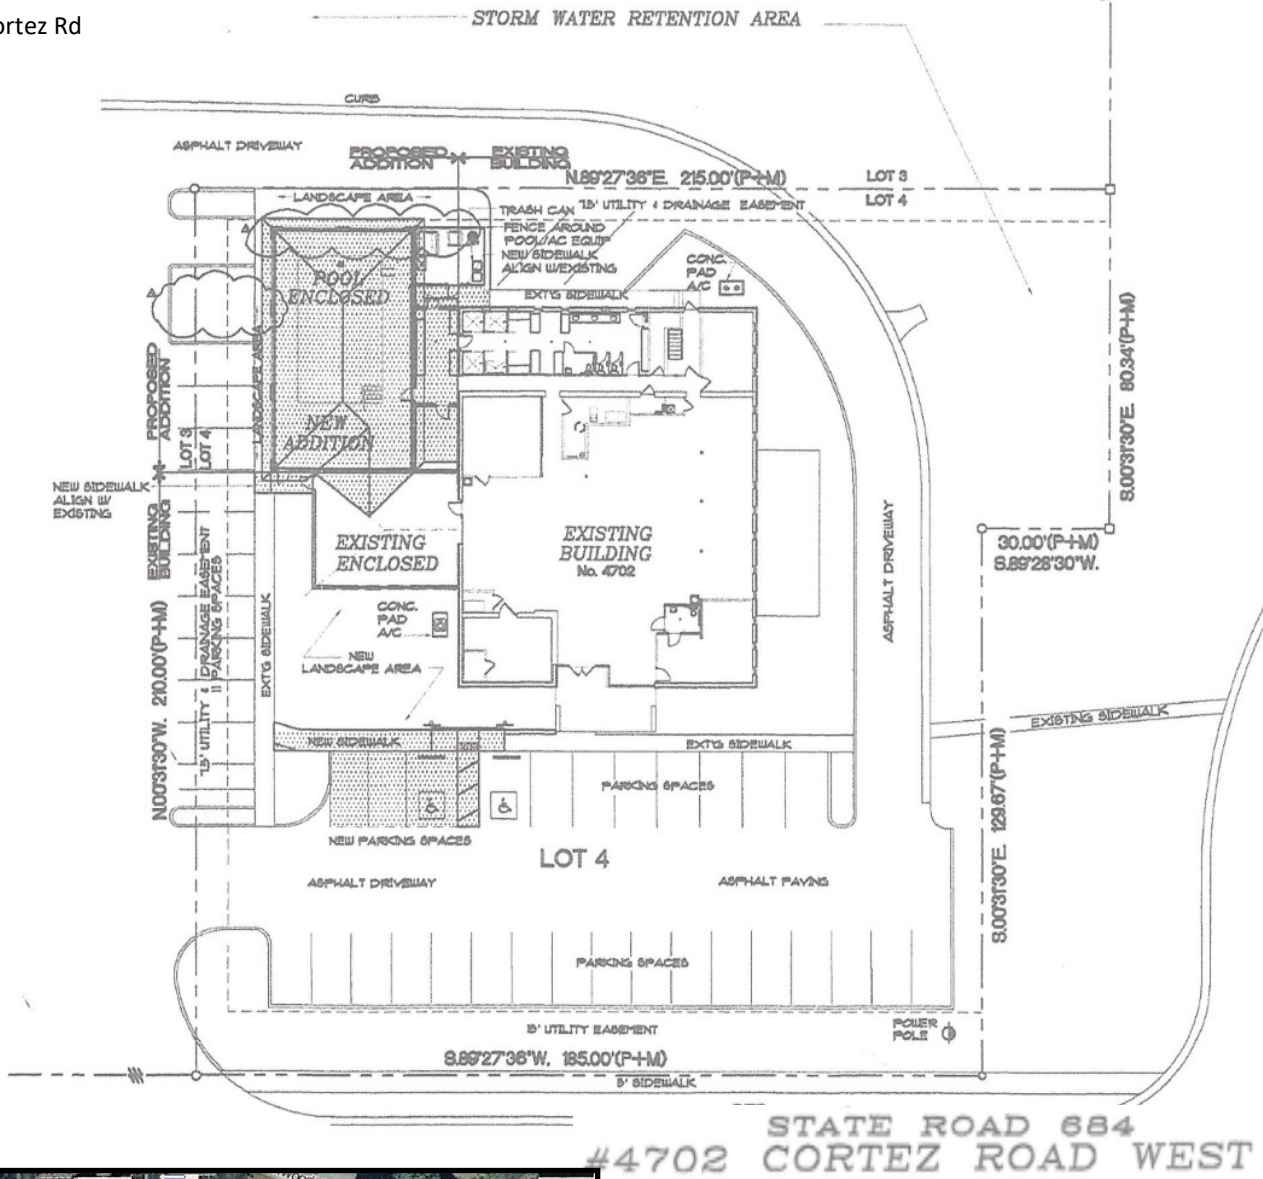 ortez Rd
STORM WATER RETENTION AREA
CURB
ASPHALT DRIVEWAY
PROPOSED
ADDITION
EXISTING
BUILDING
N.89°27'36"E. 215.00'(P+M)
LOT 3
LOT 4
LANDSCAPE AREA
7.5' UTILITY & DRAINAGE EASEMENT
TRASH CAN
FENCE AROUND
POOL/AC EQUIP
NEW SIDEWALK
ALIGN W/EXISTING
EXT'G SIDEWALK
CONC.
PAD
A/C
POOL
ENCLOSED
NEW
ADDITION
LANDSCAPE AREA
PROPOSED
ADDITION
LOT 3
LOT 4
S.00°31'30"E. 80.34'(P+M)
NEW SIDEWALK
ALIGN W/
EXISTING
EXISTING
BUILDING
EXISTING
ENCLOSED
EXISTING
BUILDING
No. 4702
30.00'(P+M)
S.89°28'30"W.
ASPHALT DRIVEWAY
N.00°31'30"W. 210.00'(P+M)
7.5' UTILITY & DRAINAGE EASEMENT
11 PARKING SPACES
EXT'G SIDEWALK
CONC.
PAD
A/C
NEW
LANDSCAPE AREA
EXISTING SIDEWALK
NEW SIDEWALK
EXT'G SIDEWALK
PARKING SPACES
NEW PARKING SPACES
LOT 4
ASPHALT DRIVEWAY
ASPHALT PAVING
S.00°31'30"E. 129.67'(P+M)
PARKING SPACES
15' UTILITY EASEMENT
POWER
POLE
S.89°27'36"W. 185.00'(P+M)
5' SIDEWALK
STATE ROAD 684
#4702 CORTEZ ROAD WEST